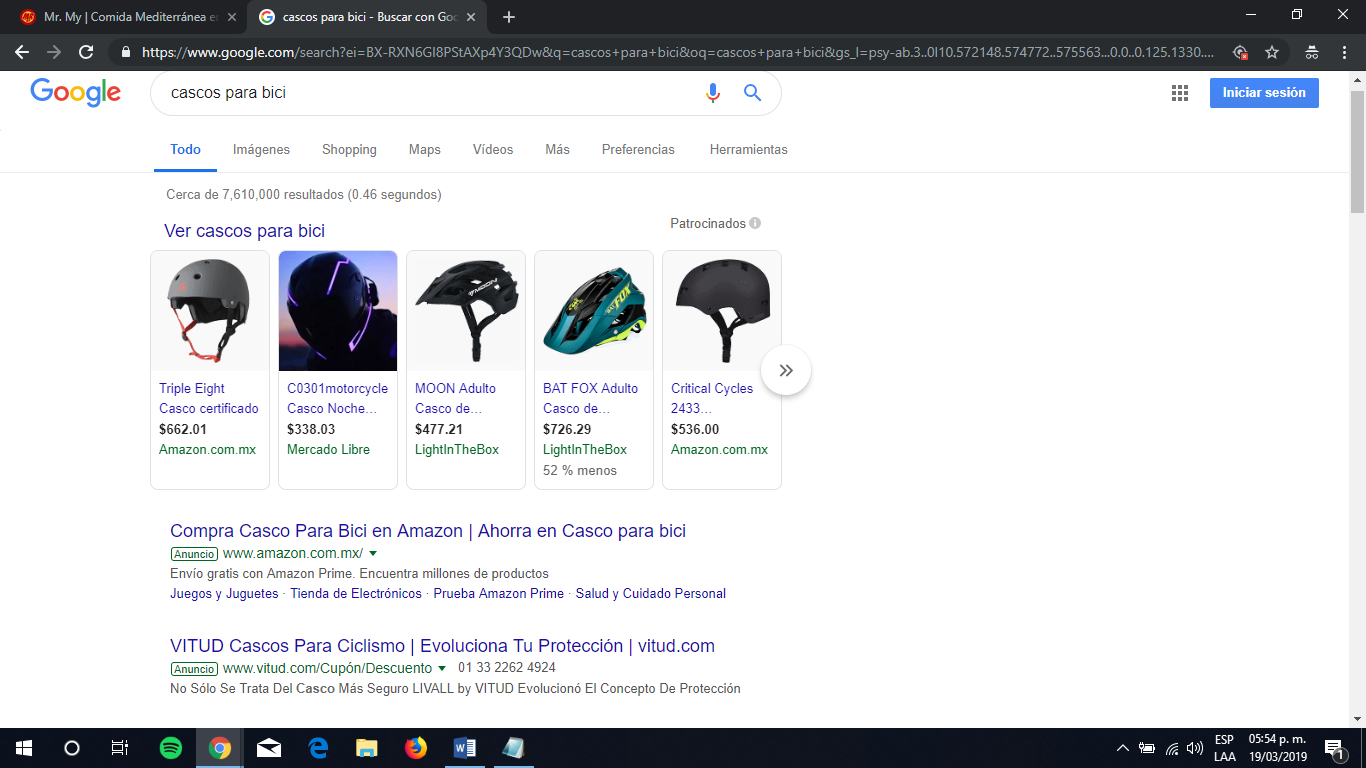 Mr. My | Comida Mediterránea e
cascos para bici - Buscar con Goo
https://www.google.com/search?ei=BX-RXN6GI8PStAXp4Y3QDw&q=cascos+para+bici&oq=cascos+para+bici&gs_l=psy-ab.3..0l10.572148.574772..575563...0.0..0.125.1330....
Google
cascos para bici
Iniciar sesión
Todo Imágenes Shopping Maps Vídeos Más Preferencias Herramientas
Cerca de 7,610,000 resultados (0.46 segundos)
Ver cascos para bici
Patrocinados
MOON
BAT FOX
Triple Eight
Casco certificado
$662.01
Amazon.com.mx
C0301motorcycle
Casco Noche...
$338.03
Mercado Libre
MOON Adulto
Casco de...
$477.21
LightInTheBox
BAT FOX Adulto
Casco de...
$726.29
LightInTheBox
52 % menos
Critical Cycles
2433...
$536.00
Amazon.com.mx
Compra Casco Para Bici en Amazon | Ahorra en Casco para bici
Anuncio www.amazon.com.mx/
Envío gratis con Amazon Prime. Encuentra millones de productos
Juegos y Juguetes · Tienda de Electrónicos · Prueba Amazon Prime · Salud y Cuidado Personal
VITUD Cascos Para Ciclismo | Evoluciona Tu Protección | vitud.com
Anuncio www.vitud.com/Cupón/Descuento 01 33 2262 4924
No Sólo Se Trata Del Casco Más Seguro LIVALL by VITUD Evolucionó El Concepto De Protección
ESP
LAA
05:54 p. m.
19/03/2019
1